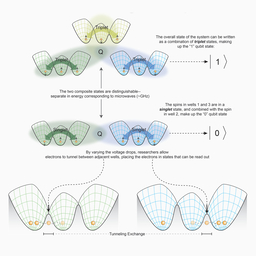 Triplet
The overall state of the system can be written
as a combination of triplet states, making
up the "1" qubit state
Q
1
The two composite states are distinguishable–
separate in energy corresponding to microwaves (~GHz)
The spins in wells 1 and 3 are in a
singlet state, and combined with the spin
in well 2, make up the "0" qubit state
Q
0
By varying the voltage drops, researchers allow
electrons to tunnel between adjacent wells, placing the electrons in states that can be read out
Tunneling Exchange